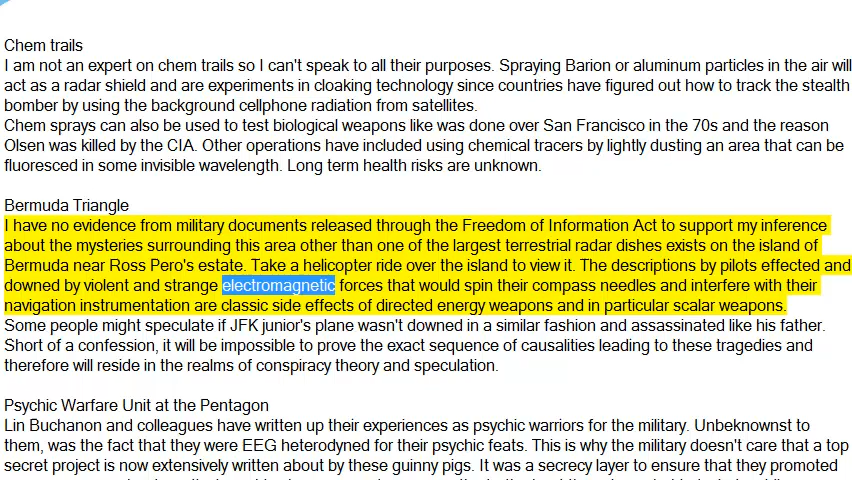 Chem trails
I am not an expert on chem trails so I can't speak to all their purposes. Spraying Barion or aluminum particles in the air will
act as a radar shield and are experiments in cloaking technology since countries have figured out how to track the stealth
bomber by using the background cellphone radiation from satellites.
Chem sprays can also be used to test biological weapons like was done over San Francisco in the 70s and the reason
Olsen was killed by the CIA. Other operations have included using chemical tracers by lightly dusting an area that can be
fluoresced in some invisible wavelength. Long term health risks are unknown.
Bermuda Triangle
I have no evidence from military documents released through the Freedom of Information Act to support my inference
about the mysteries surrounding this area other than one of the largest terrestrial radar dishes exists on the island of
Bermuda near Ross Pero's estate. Take a helicopter ride over the island to view it. The descriptions by pilots effected and
downed by violent and strange electromagnetic forces that would spin their compass needles and interfere with their
navigation instrumentation are classic side effects of directed energy weapons and in particular scalar weapons.
Some people might speculate if JFK junior's plane wasn't downed in a similar fashion and assassinated like his father.
Short of a confession, it will be impossible to prove the exact sequence of causalities leading to these tragedies and
therefore will reside in the realms of conspiracy theory and speculation.
Psychic Warfare Unit at the Pentagon
Lin Buchanon and colleagues have written up their experiences as psychic warriors for the military. Unbeknownst to
them, was the fact that they were EEG heterodyned for their psychic feats. This is why the military doesn't care that a top
secret project is now extensively written about by these guinny pigs. It was a secrecy layer to ensure that they promoted